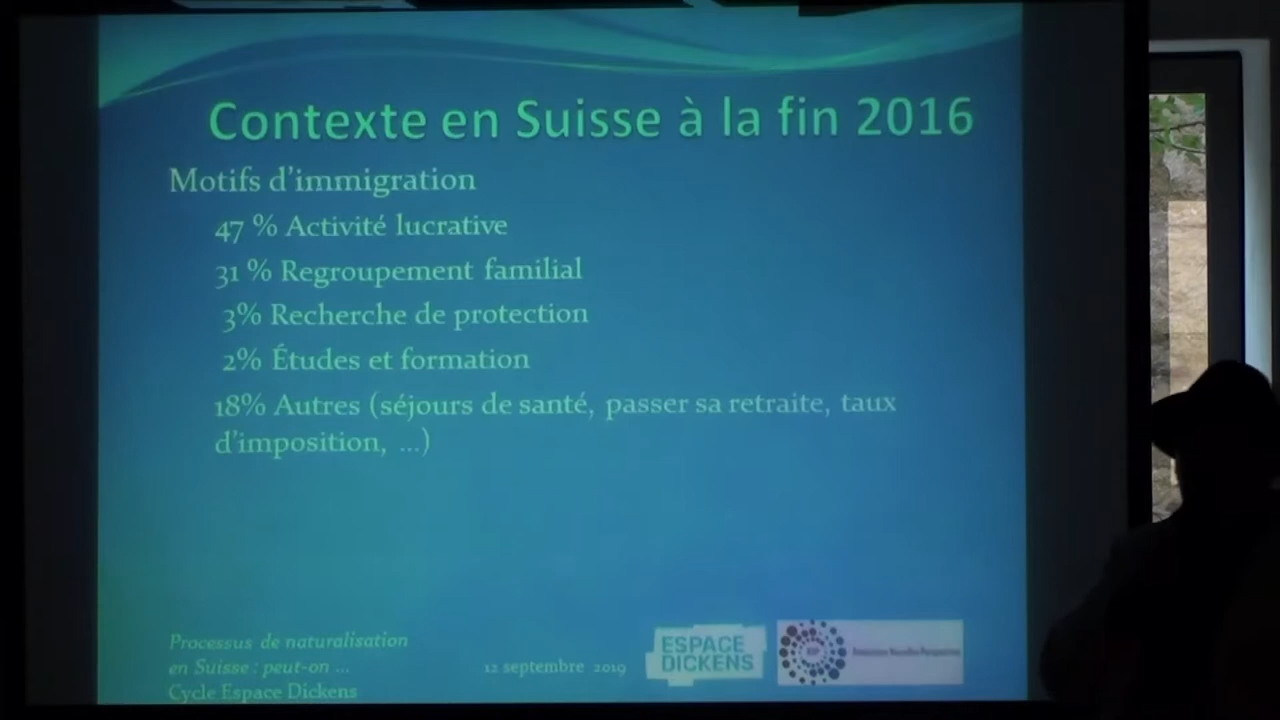 Contexte en Suisse à la fin 2016
Motifs d'immigration
47 % Activité lucrative
31 % Regroupement familial
3% Recherche de protection
2% Études et formation
18% Autres (séjours de santé, passer sa retraite, taux
d'imposition, ...)
Processus de naturalisation
en Suisse : peut-on ...
Cycle Espace Dickens
12 septembre 2019
ESPACE
DICKENS
Nouvelles Perspectives